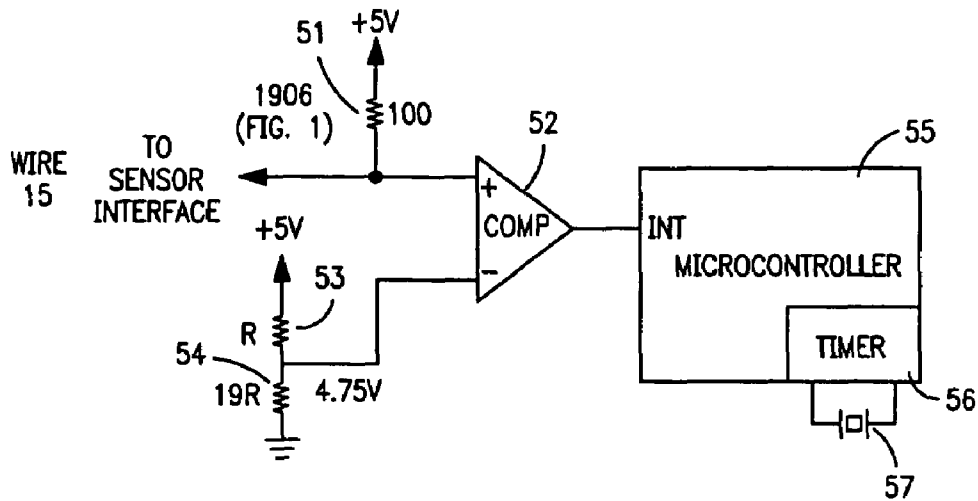 +5V
51
1906
(FIG. 1)
100
52
55
WIRE
15
TO
SENSOR
INTERFACE
+
COMP
−
INT
MICROCONTROLLER
+5V
53
R
54
19R
4.75V
TIMER
56
57